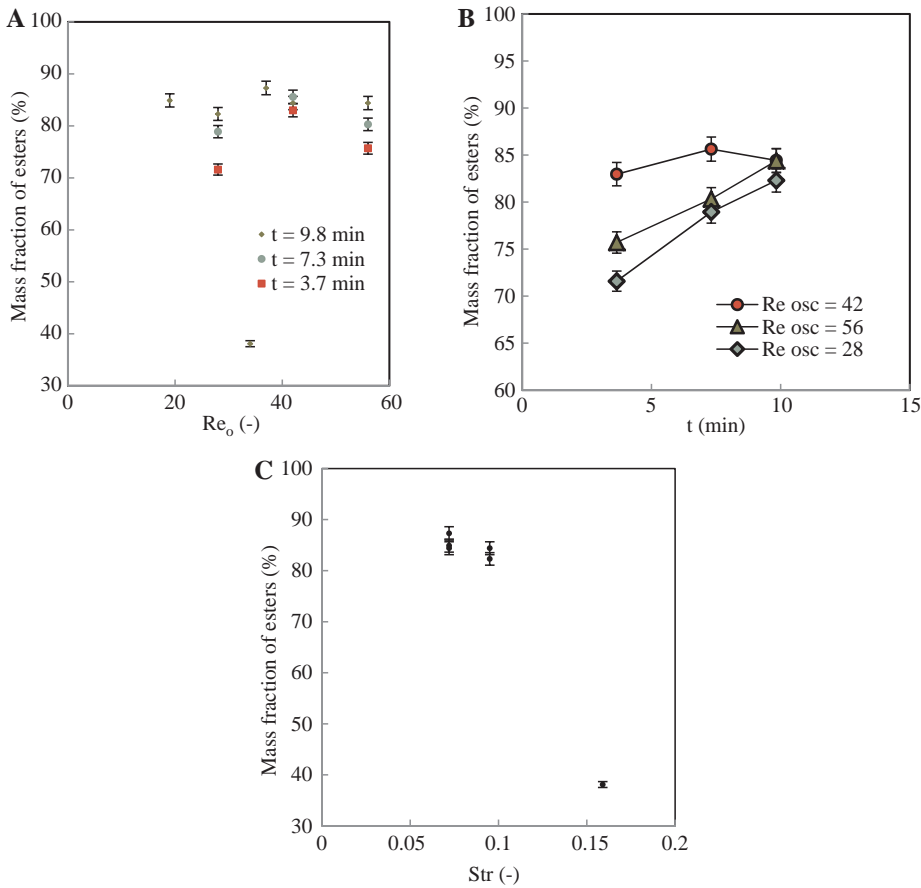 A
100
90
80
70
60
50
40
30
Mass fraction of esters (%)
t = 9.8 min
t = 7.3 min
t = 3.7 min
0
20
40
60
Reₒ (-)
B
100
95
90
85
80
75
70
65
60
Mass fraction of esters (%)
Re osc = 42
Re osc = 56
Re osc = 28
0
5
10
15
t (min)
C
100
90
80
70
60
50
40
30
Mass fraction of esters (%)
0
0.05
0.1
0.15
0.2
Str (-)